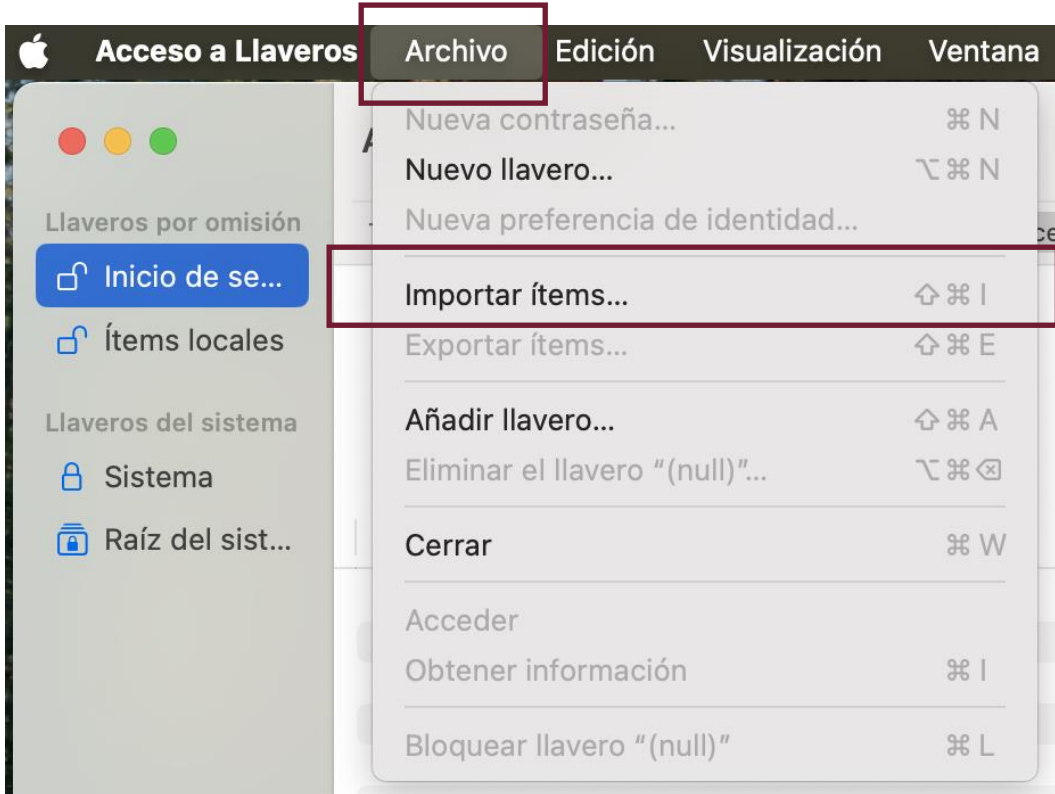 Acceso a Llaveros Archivo Edición Visualización Ventana
Llaveros por omisión
Inicio de se...
Ítems locales
Llaveros del sistema
Sistema
Raíz del sist...
Nueva contraseña... ⌘ N
Nuevo llavero... ⌥ ⌘ N
Nueva preferencia de identidad...
Importar ítems... ⇧ ⌘ I
Exportar ítems... ⇧ ⌘ E
Añadir llavero... ⇧ ⌘ A
Eliminar el llavero “(null)”... ⌥ ⌘ ⌫
Cerrar ⌘ W
Acceder
Obtener información ⌘ I
Bloquear llavero “(null)” ⌘ L